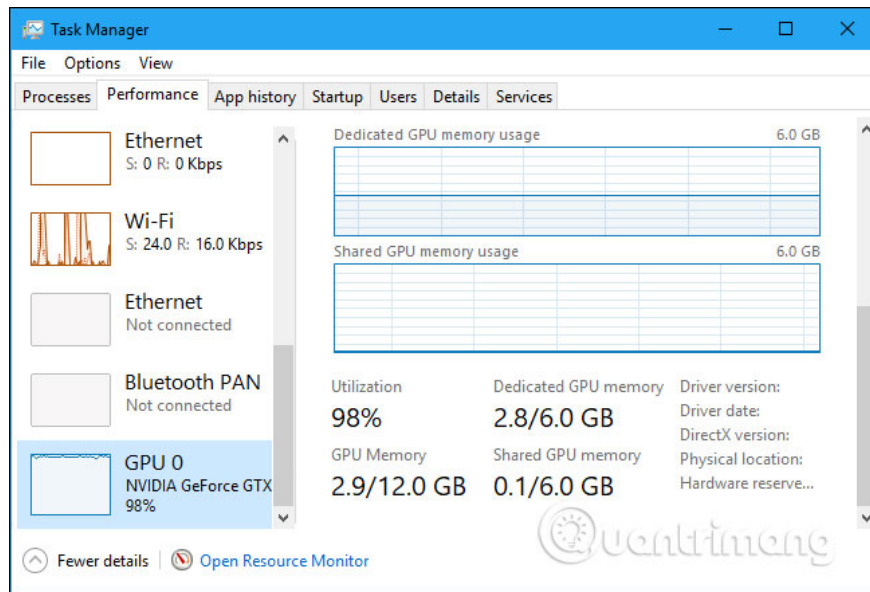 Task Manager
File Options View
Processes Performance App history Startup Users Details Services
Ethernet
S: 0 R: 0 Kbps
Wi-Fi
S: 24.0 R: 16.0 Kbps
Ethernet
Not connected
Bluetooth PAN
Not connected
GPU 0
NVIDIA GeForce GTX
98%
Dedicated GPU memory usage 6.0 GB
Shared GPU memory usage 6.0 GB
Utilization
98%
Dedicated GPU memory
2.8/6.0 GB
GPU Memory
2.9/12.0 GB
Shared GPU memory
0.1/6.0 GB
Driver version:
Driver date:
DirectX version:
Physical location:
Hardware reserve...
Fewer details Open Resource Monitor
Quantrimang